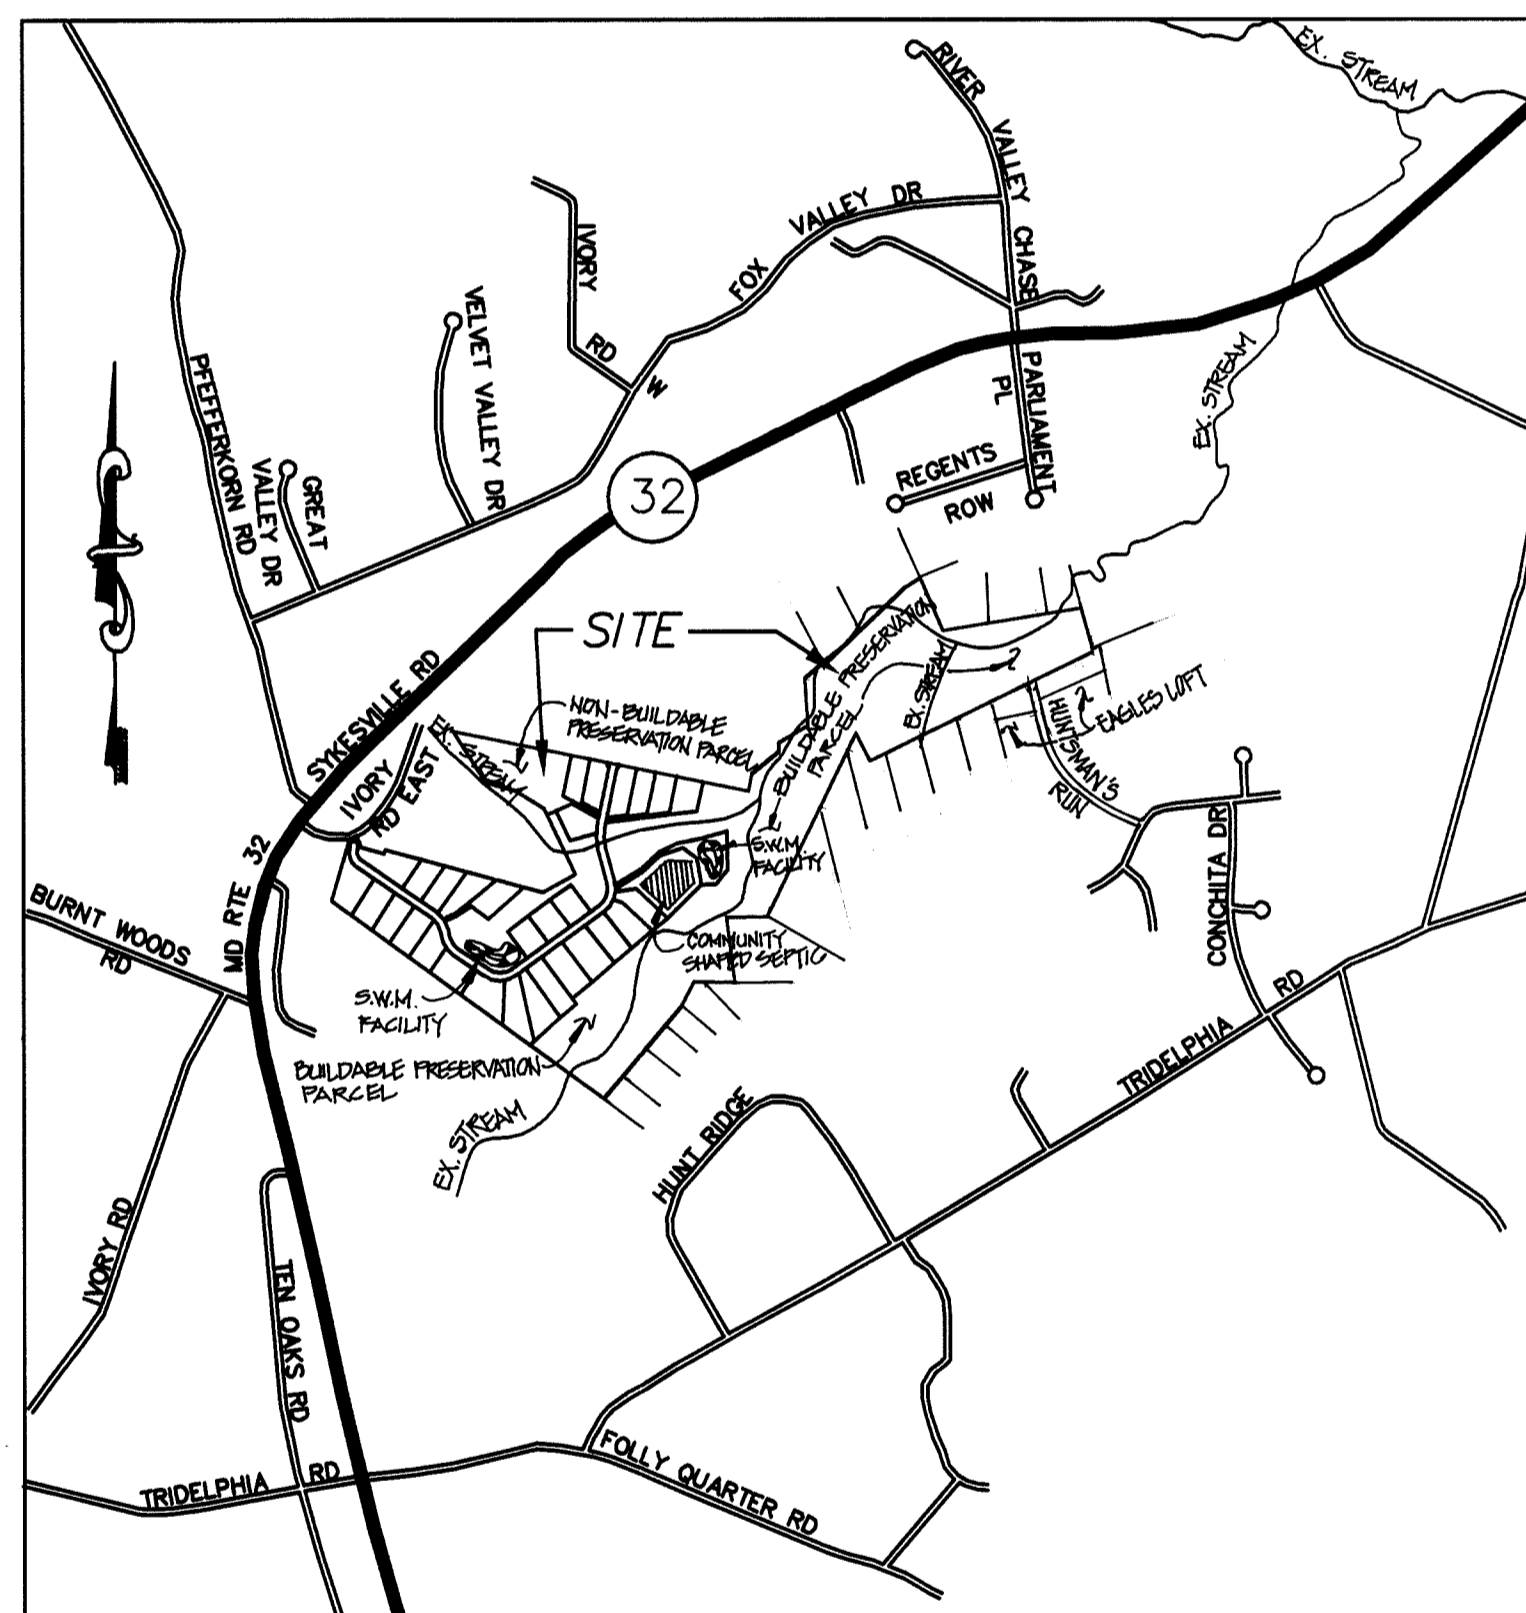 EX. STREAM
RIVER VALLEY CHASE
VALLEY DR
FOX
IVORY
RD
W
VELVET VALLEY DR
PFEFFERKORN RD
GREAT
VALLEY DR
32
PARLIAMENT
PL
REGENTS
ROW
EX. STREAM
SITE
SYKESVILLE RD
IVORY
RD EAST
EX. STREAM
NON-BUILDABLE
PRESERVATION PARCEL
BUILDABLE PRESERVATION
PARCEL
EX. STREAM
EAGLES LOFT
HUNTSMAN'S
RUN
CONCHITA DR
S.W.M.
FACILITY
COMMUNITY
SHARED SEPTIC
MD RTE 32
BURNT WOODS
RD
S.W.M.
FACILITY
BUILDABLE PRESERVATION
PARCEL
EX. STREAM
TRIDELPHIA RD
HUNT RIDGE
IVORY RD
TEN OAKS RD
TRIDELPHIA RD
FOLLY QUARTER RD